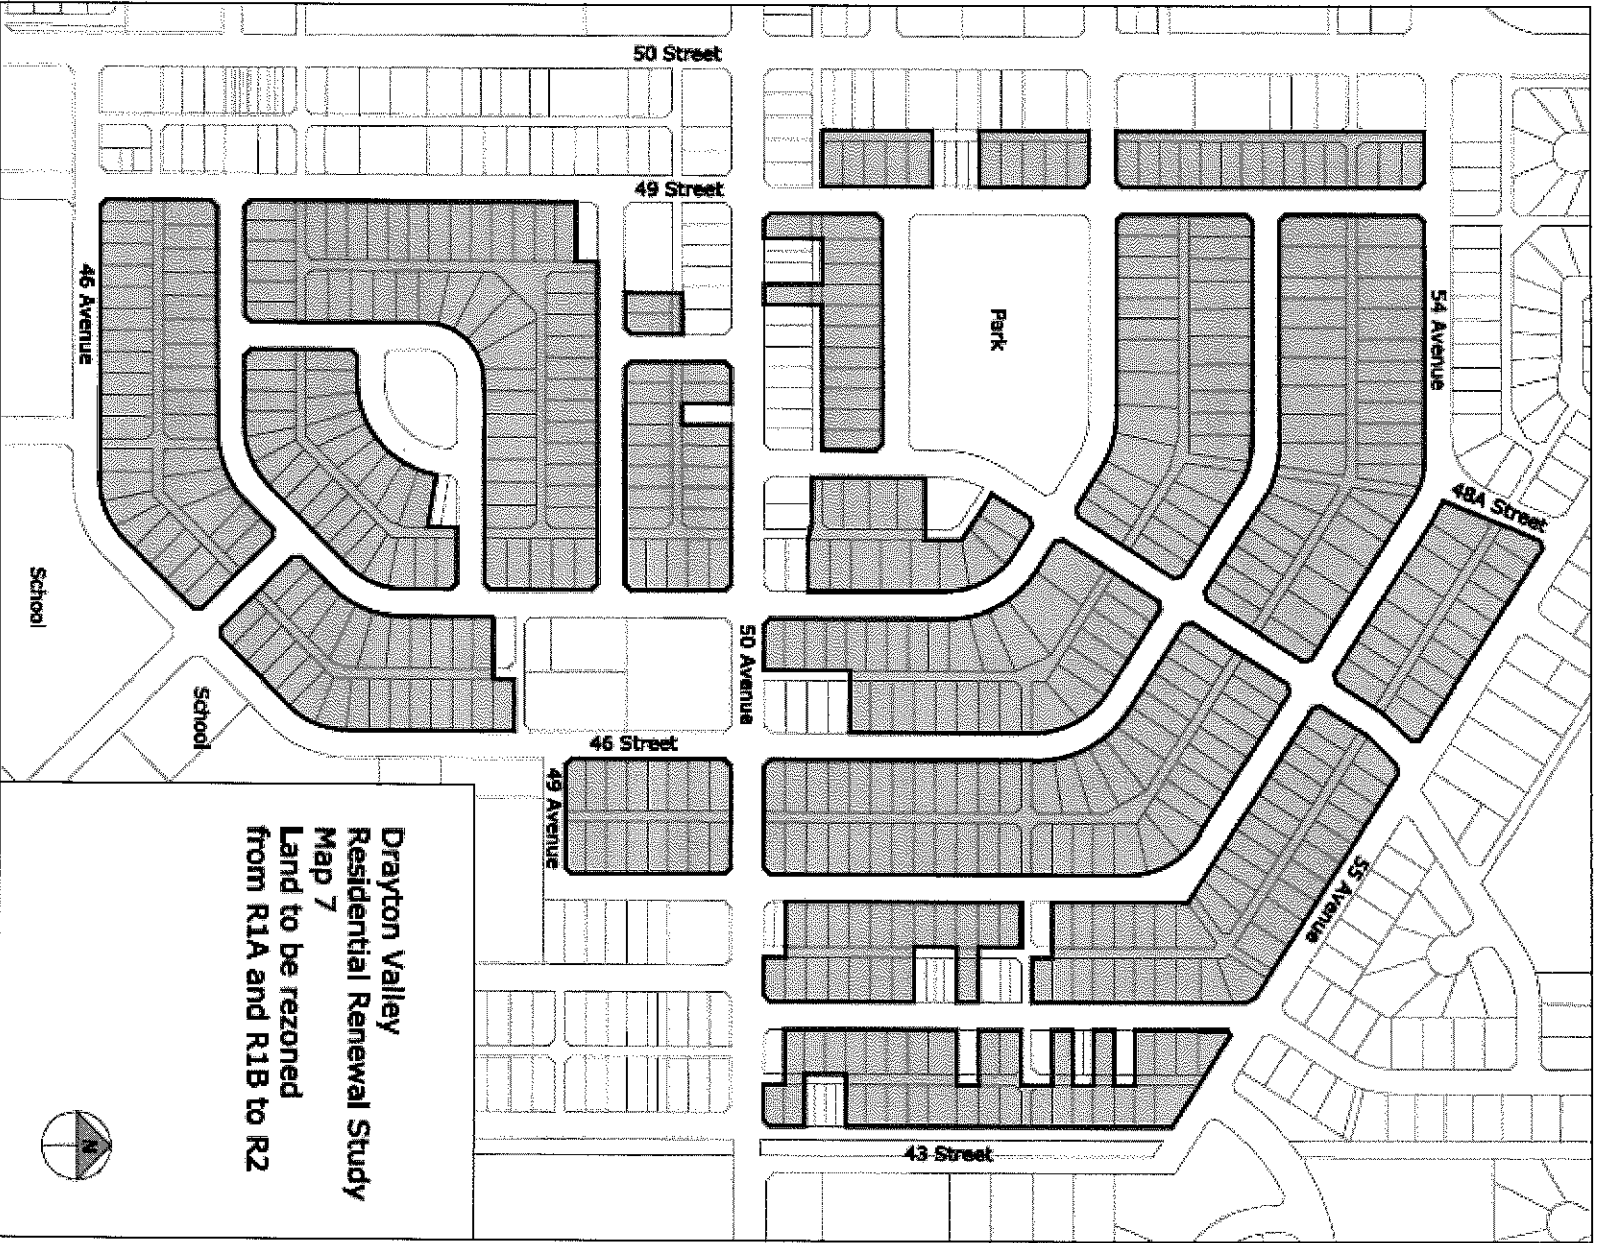 50 Street
49 Street
46 Avenue
Park
54 Avenue
48A Street
School
School
50 Avenue
46 Street
49 Avenue
55 Avenue
43 Street
Drayton Valley
Residential Renewal Study
Map 7
Land to be rezoned
from R1A and R1B to R2
N